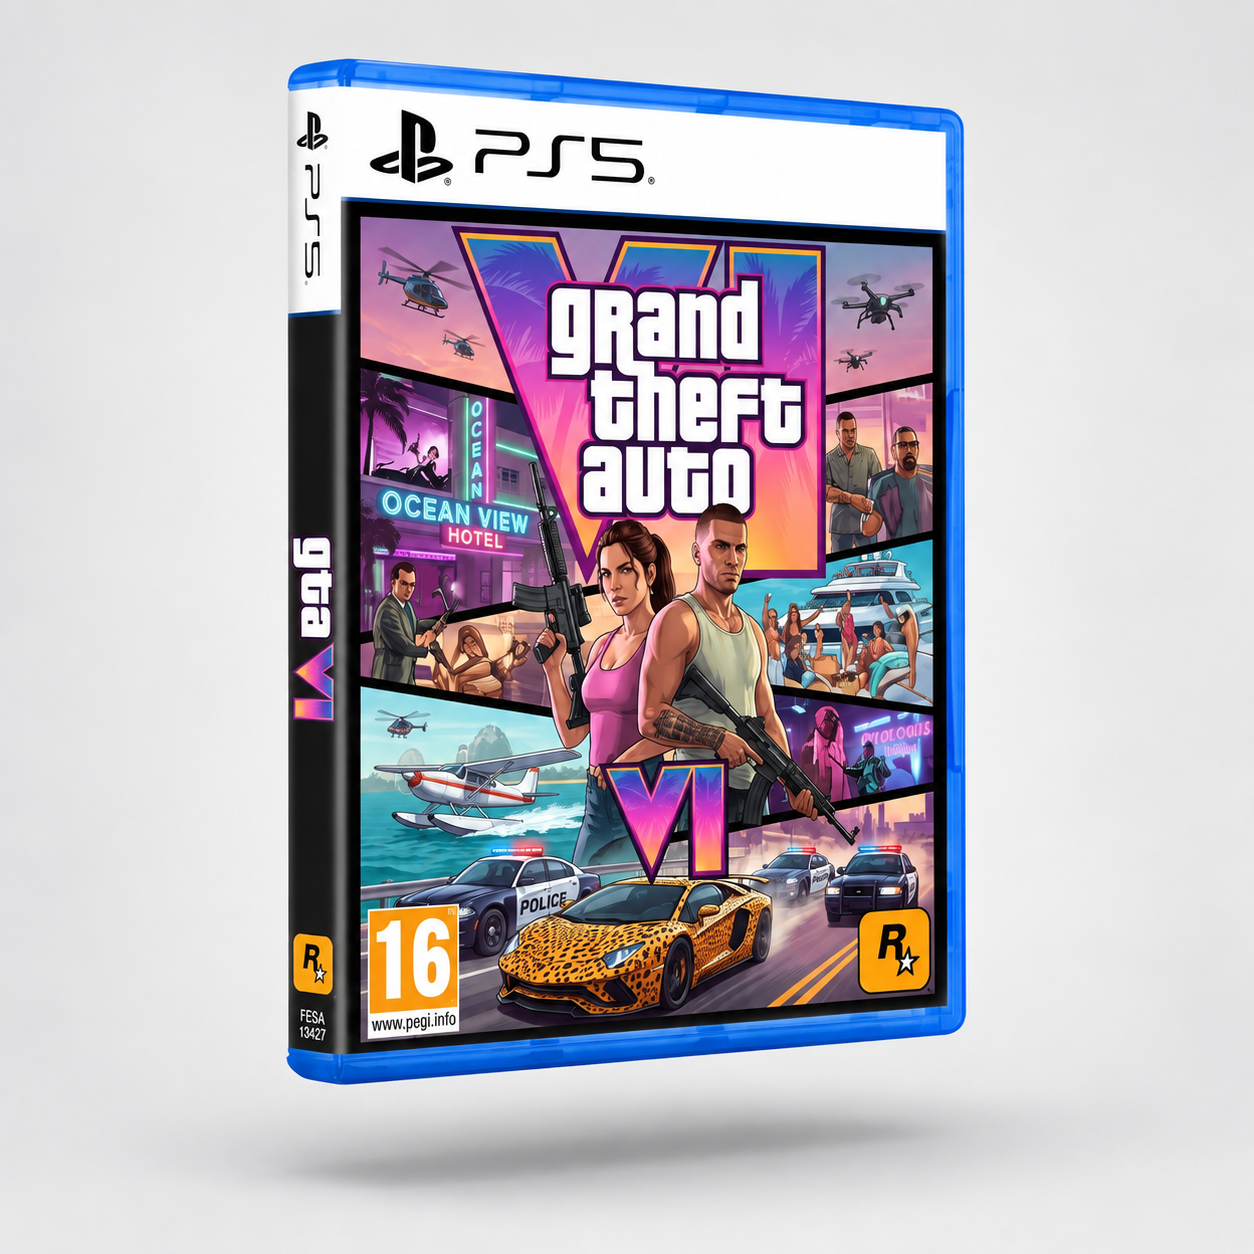 PS5
PS5
grand
theft
auto
VI
OCEAN
OCEAN VIEW
HOTEL
gta VI
VI
POLICE
16
www.pegi.info
R
R
FESA
13427